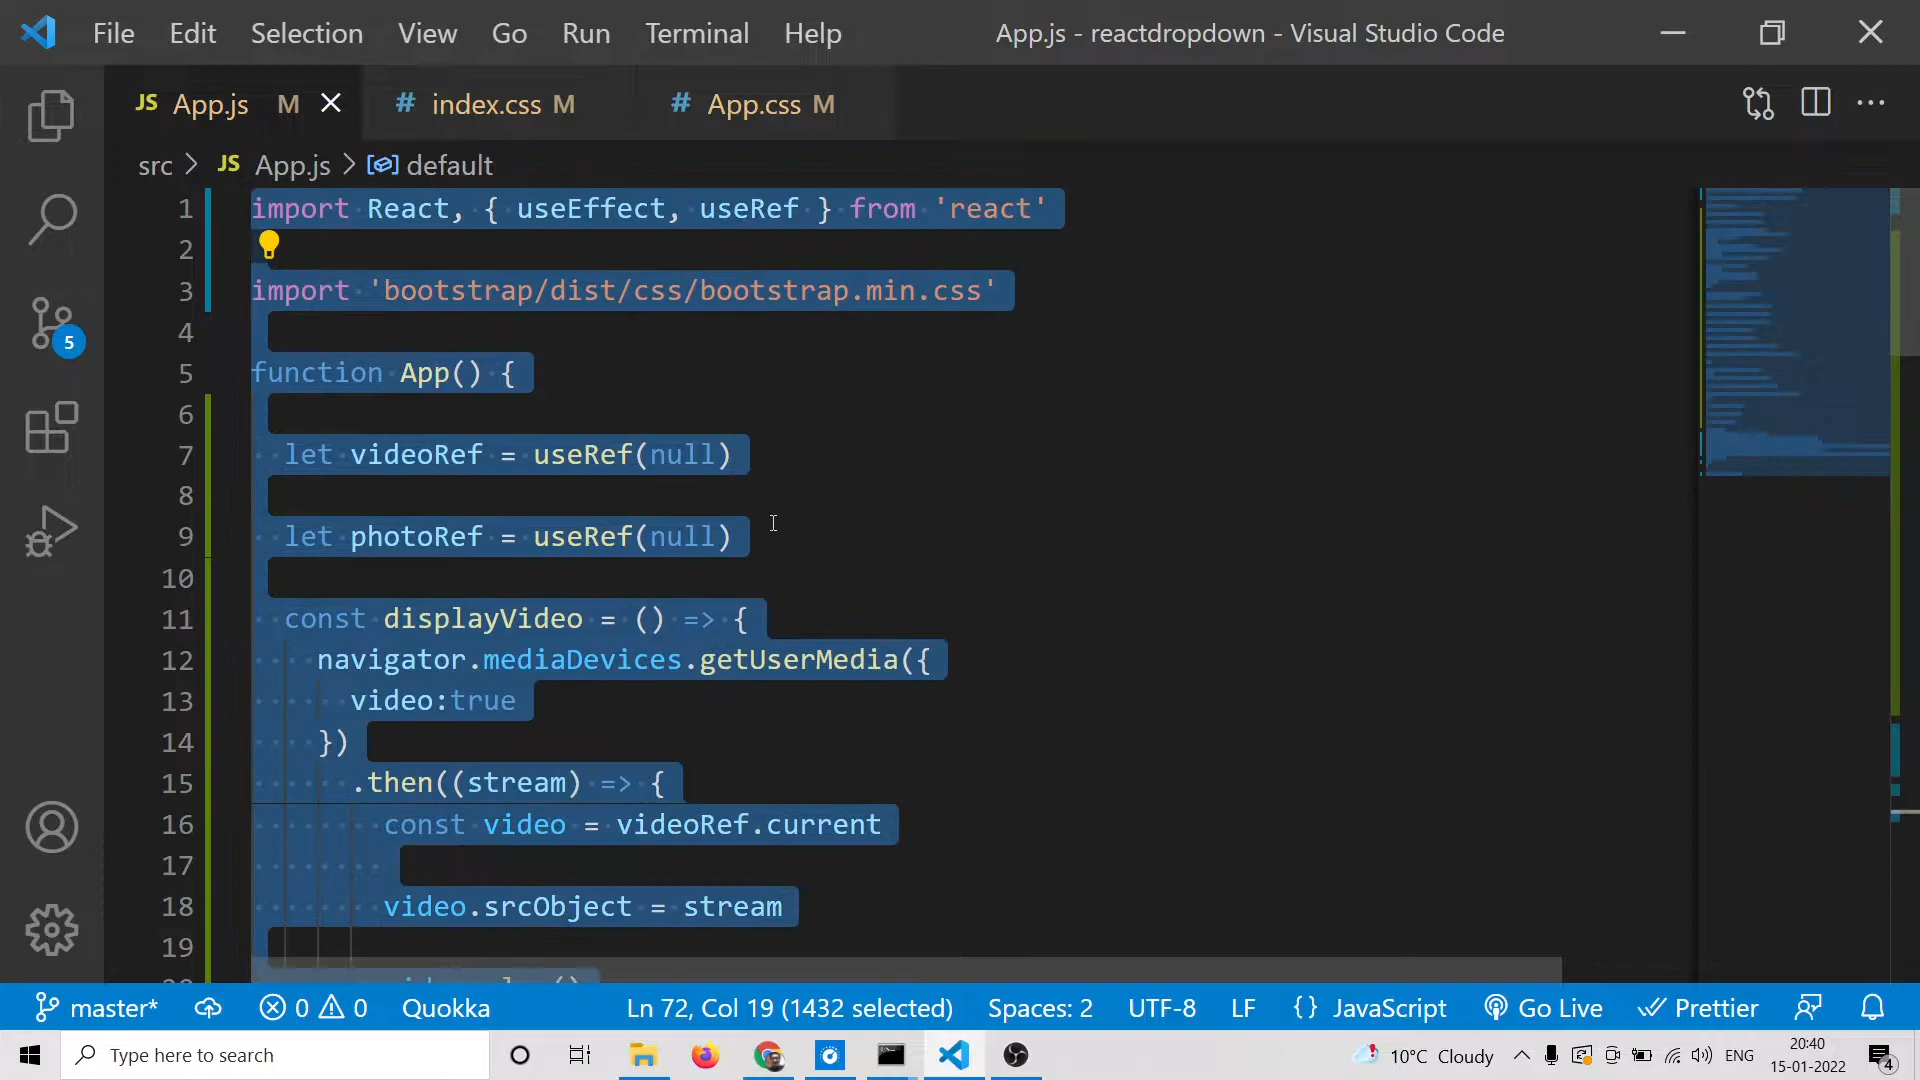 File Edit Selection View Go Run Terminal Help App.js - reactdropdown - Visual Studio Code
JS App.js M # index.css M # App.css M
src > JS App.js > default
1 import React, { useEffect, useRef } from 'react'
2
3 import 'bootstrap/dist/css/bootstrap.min.css'
4
5 function App() {
6
7 let videoRef = useRef(null)
8
9 let photoRef = useRef(null)
10
11 const displayVideo = () => {
12 navigator.mediaDevices.getUserMedia({
13 video:true
14 })
15 .then((stream) => {
16 const video = videoRef.current
17
18 video.srcObject = stream
19
5
master* 0 0 Quokka Ln 72, Col 19 (1432 selected) Spaces: 2 UTF-8 LF {} JavaScript Go Live Prettier
Type here to search 10°C Cloudy ENG 20:40
15-01-2022 4